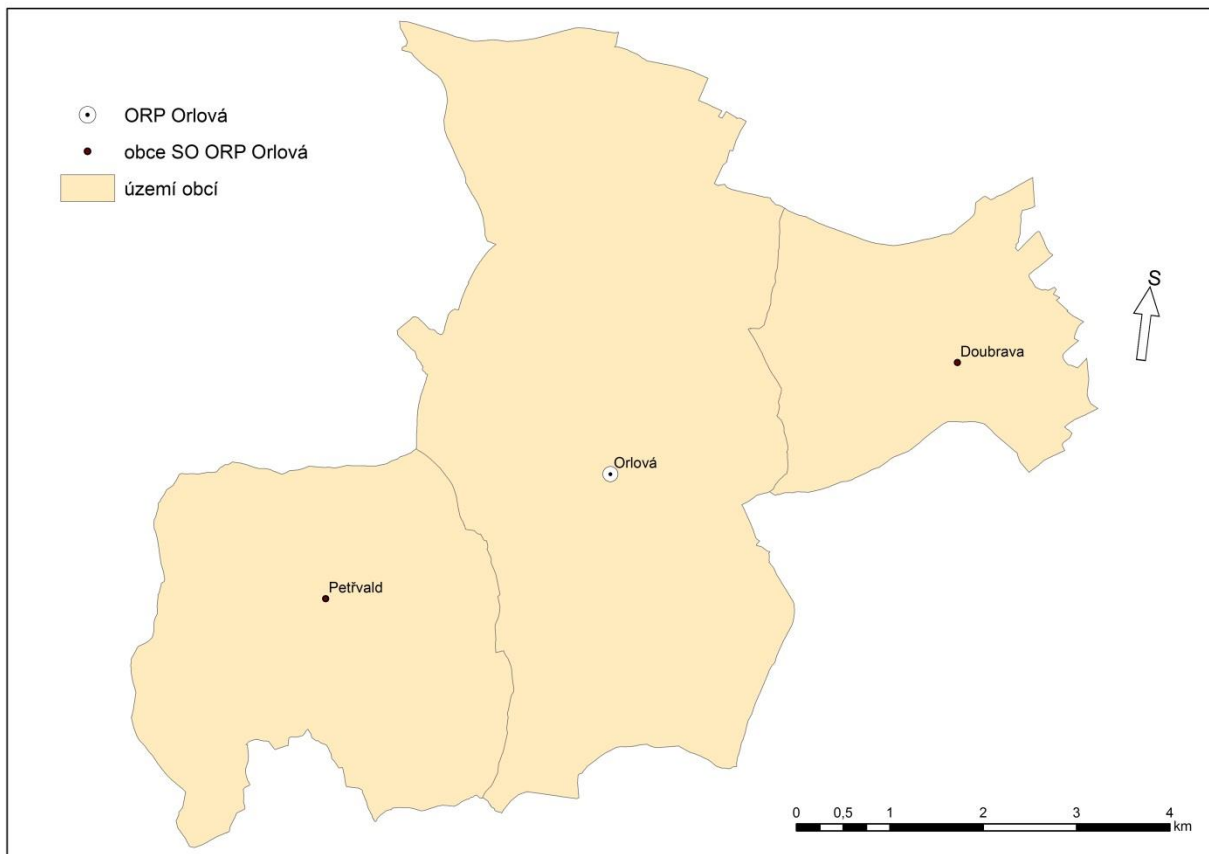 ORP Orlová
obce SO ORP Orlová
území obcí
S
Doubrava
Orlová
Petřvald
0 0,5 1 2 3 4
km